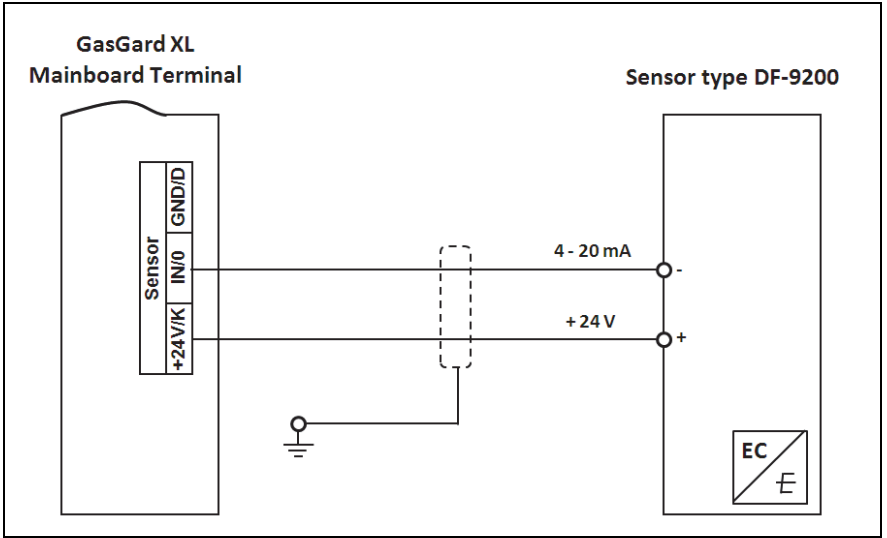 GasGard XL
Mainboard Terminal
Sensor type DF-9200
Sensor
GND/D
IN/0
+24V/K
4 - 20 mA
-
+ 24 V
+
EC
E